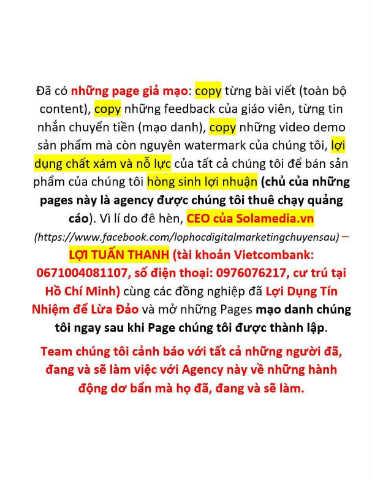 Đã có những page giả mạo: copy từng bài viết (toàn bộ
content), copy những feedback của giáo viên, từng tin
nhắn chuyển tiền (mạo danh), copy những video demo
sản phẩm mà còn nguyên watermark của chúng tôi, lợi
dụng chất xám và nỗ lực của tất cả chúng tôi để bán sản
phẩm của chúng tôi hòng sinh lợi nhuận (chủ của những
pages này là agency được chúng tôi thuê chạy quảng
cáo). Vì lí do đê hèn, CEO của Solamedia.vn
(https://www.facebook.com/lophocdigitalmarketingchuyensau) –
LỢI TUẤN THANH (tài khoản Vietcombank:
0671004081107, số điện thoại: 0976076217, cư trú tại
Hồ Chí Minh) cùng các đồng nghiệp đã Lợi Dụng Tín
Nhiệm để Lừa Đảo và mở những Pages mạo danh chúng
tôi ngay sau khi Page chúng tôi được thành lập.
Team chúng tôi cảnh báo với tất cả những người đã,
đang và sẽ làm việc với Agency này về những hành
động dơ bẩn mà họ đã, đang và sẽ làm.